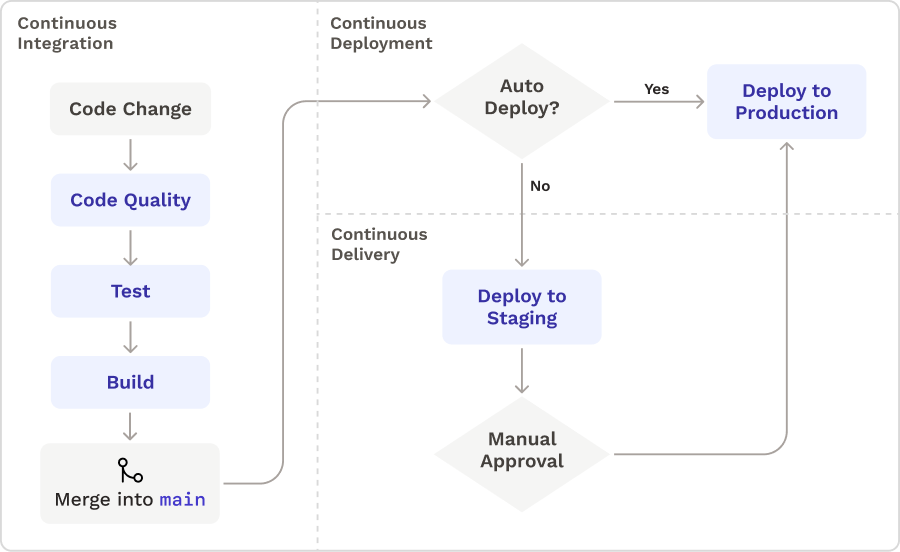 Continuous
Integration
Code Change
Code Quality
Test
Build
Merge into main
Continuous
Deployment
Auto
Deploy?
Yes
Deploy to
Production
No
Continuous
Delivery
Deploy to
Staging
Manual
Approval